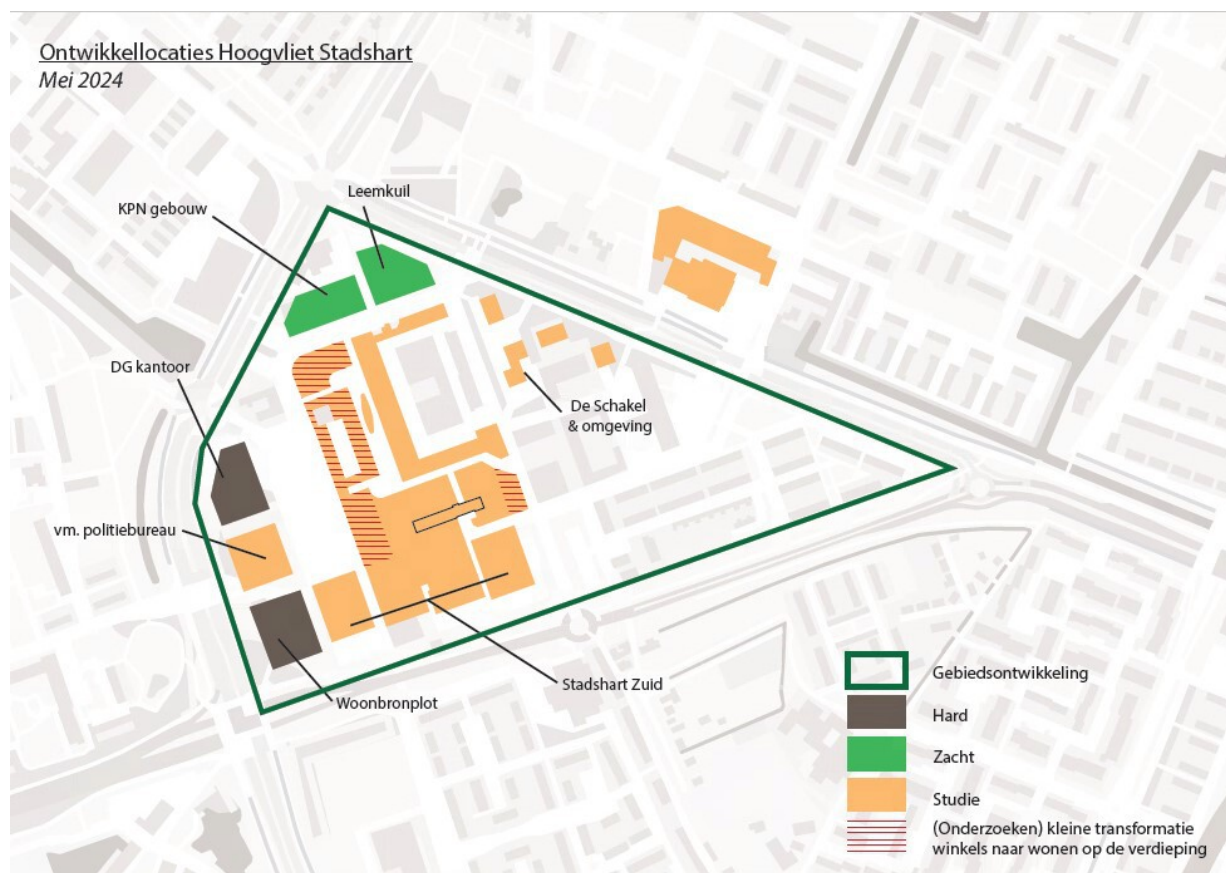 Ontwikkellocaties Hoogvliet Stadshart
Mei 2024
Leemkuil
KPN gebouw
DG kantoor
De Schakel
& omgeving
vm. politiebureau
Stadshart Zuid
Woonbronplot
Gebiedsontwikkeling
Hard
Zacht
Studie
(Onderzoeken) kleine transformatie
winkels naar wonen op de verdieping